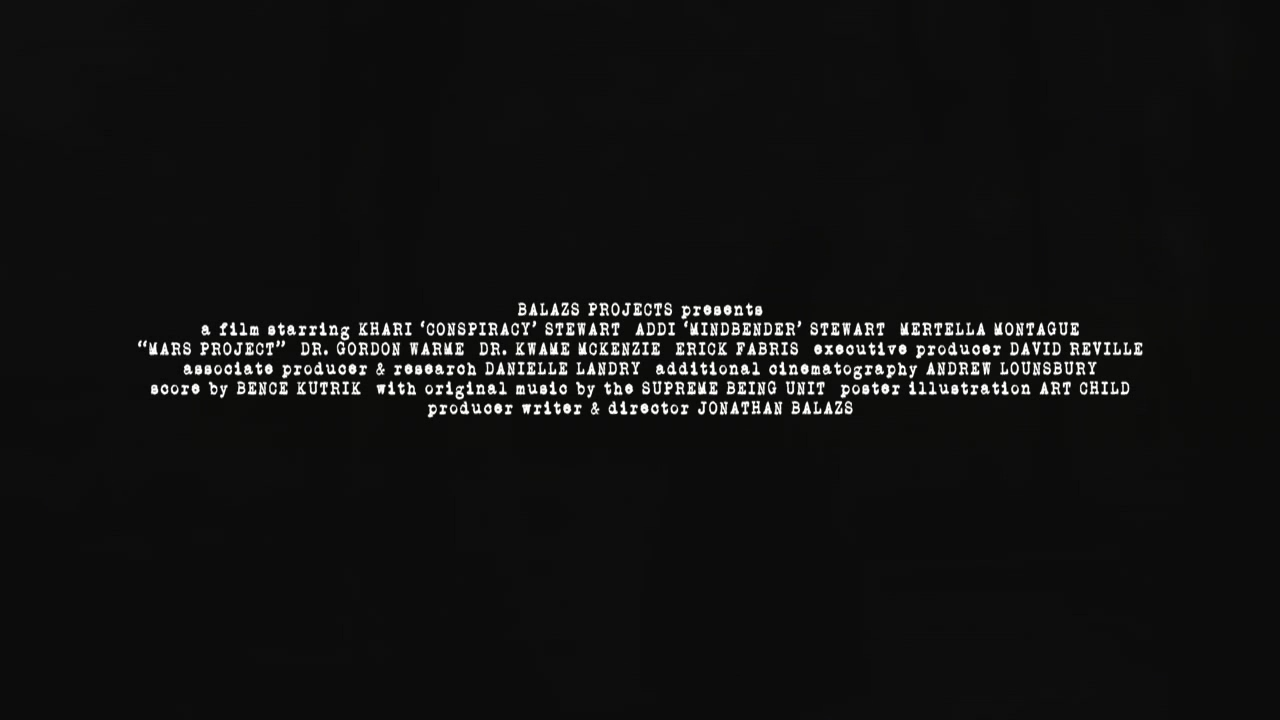 BALAZS PROJECTS presents
a film starring KHARI ‘CONSPIRACY’ STEWART ADDI ‘MINDBENDER’ STEWART MERTELLA MONTAGUE
“MARS PROJECT” DR. GORDON WARME DR. KWAME MCKENZIE ERICK FABRIS executive producer DAVID REVILLE
associate producer & research DANIELLE LANDRY additional cinematography ANDREW LOUNSBURY
score by BENCE KUTRIK with original music by the SUPREME BEING UNIT poster illustration ART CHILD
producer writer & director JONATHAN BALAZS